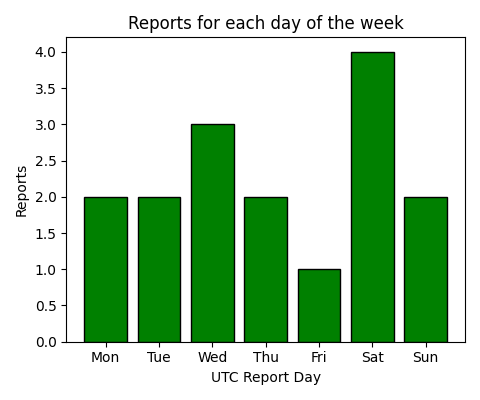 Reports for each day of the week
4.0
3.5
3.0
2.5
2.0
1.5
1.0
0.5
0.0
Reports
Mon Tue Wed Thu Fri Sat Sun
UTC Report Day